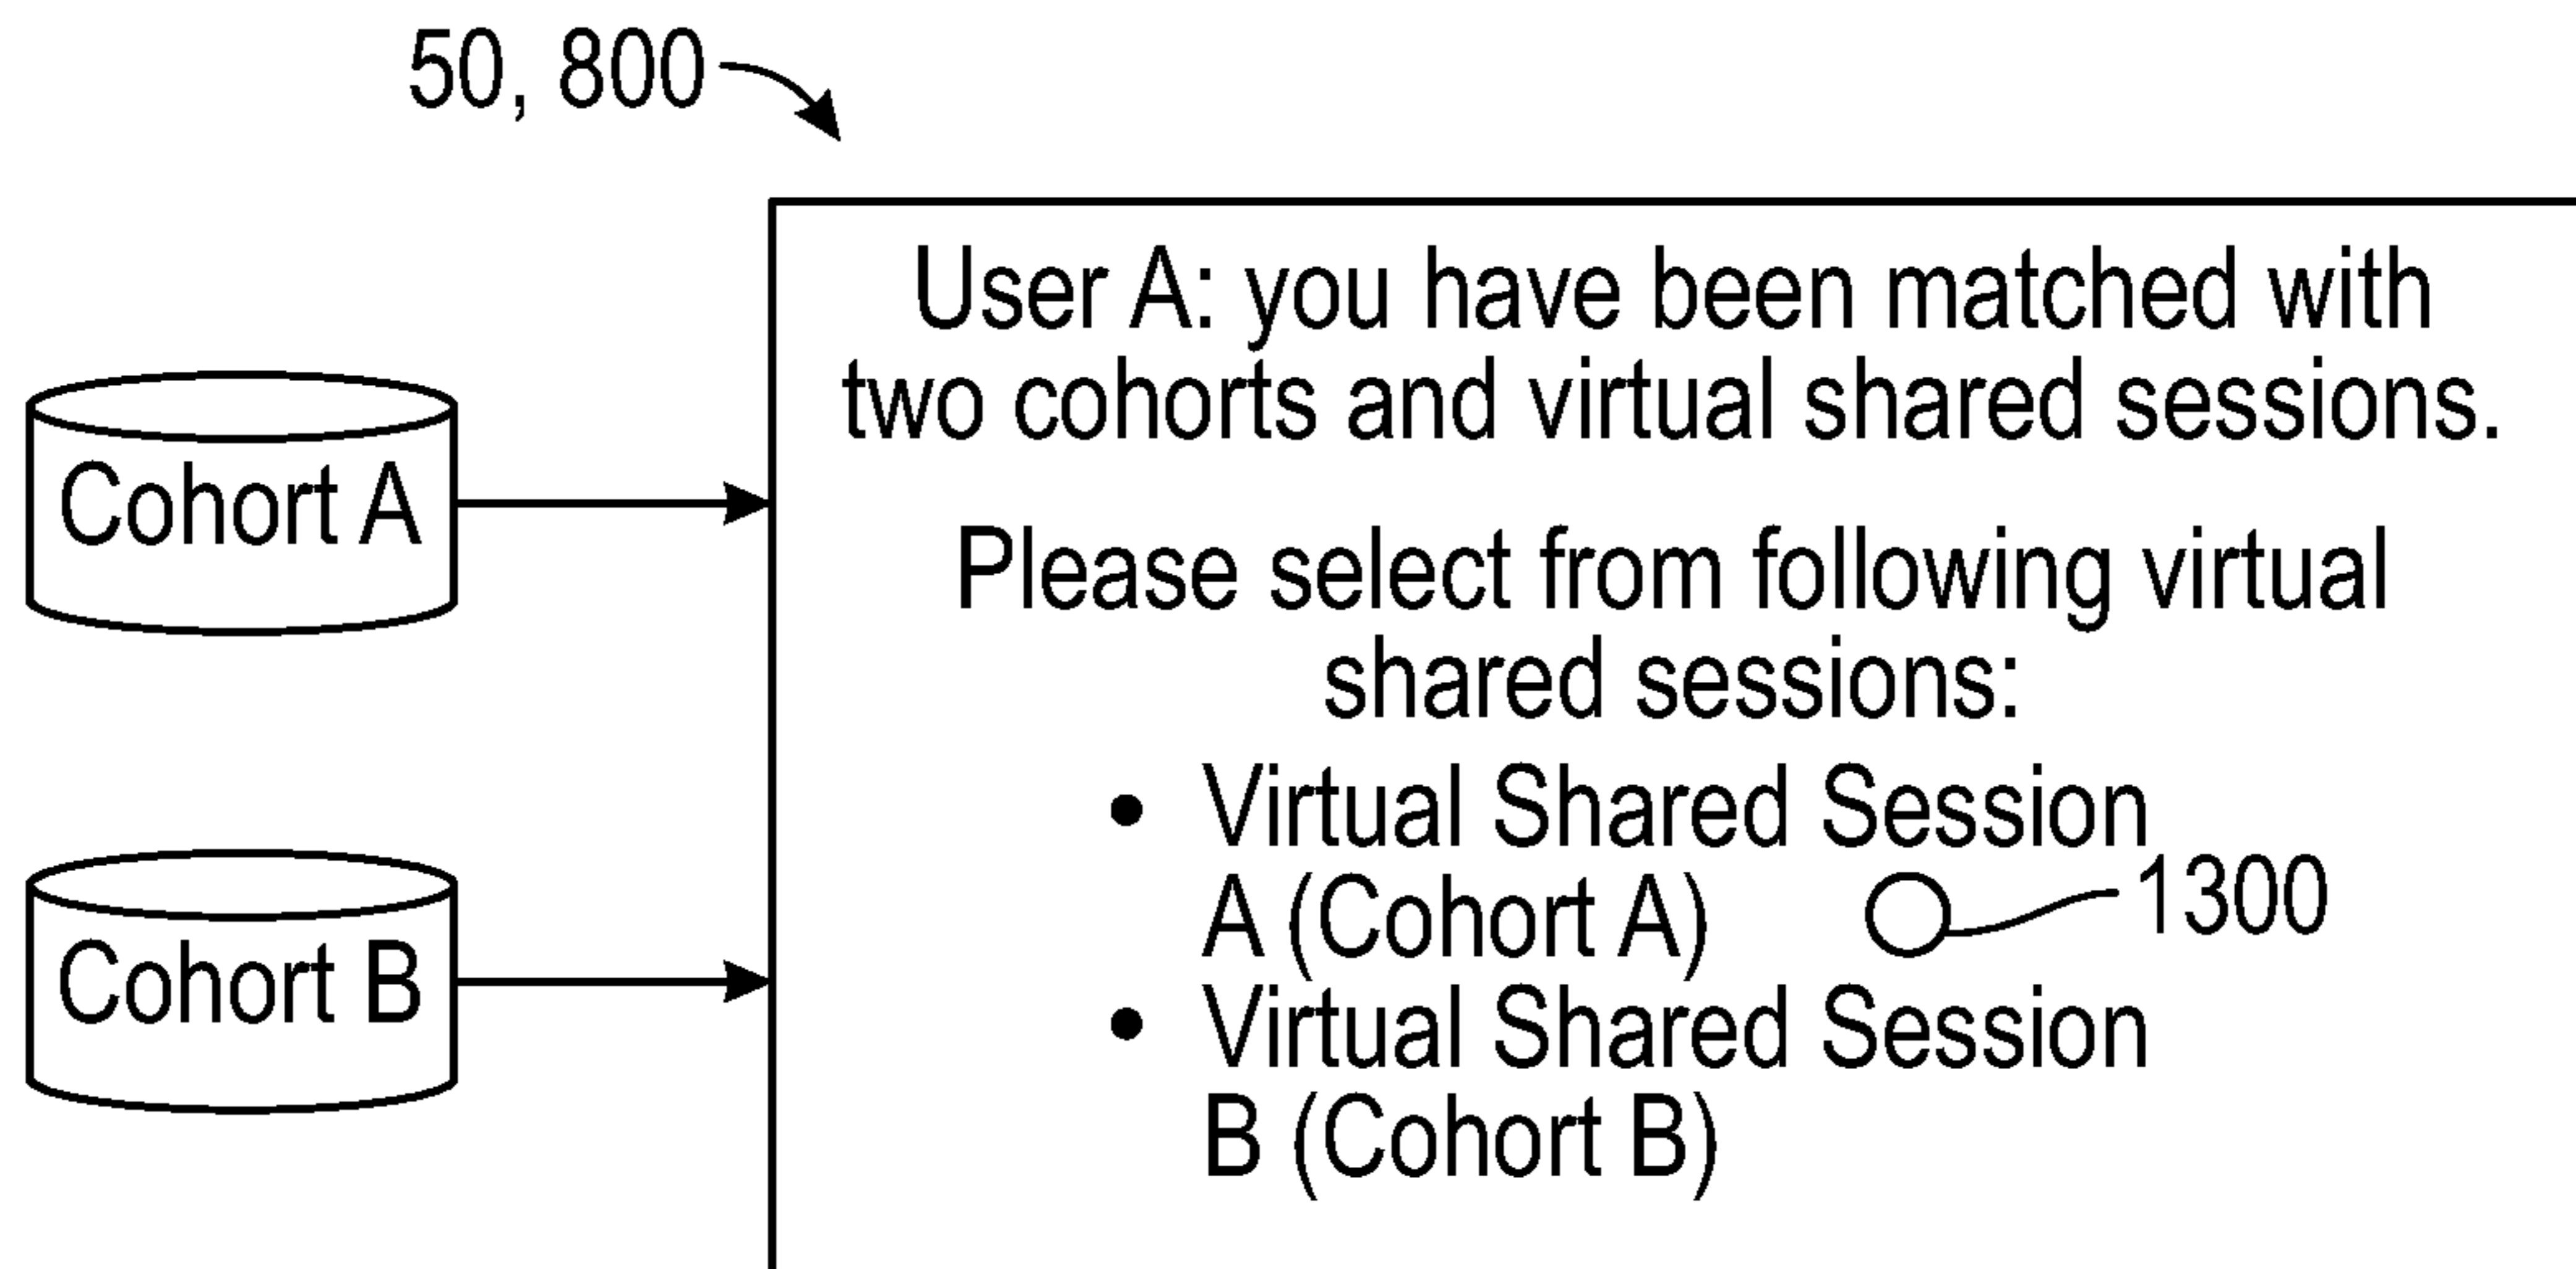 50, 800
User A: you have been matched with
two cohorts and virtual shared sessions.
Cohort A
Please select from following virtual
shared sessions:
• Virtual Shared Session
A (Cohort A)
1300
Cohort B
• Virtual Shared Session
B (Cohort B)